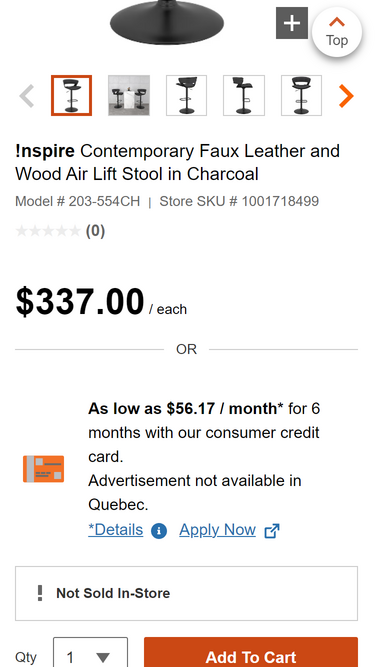 Top
!nspire Contemporary Faux Leather and
Wood Air Lift Stool in Charcoal
Model # 203-554CH | Store SKU # 1001718499
(0)
$337.00 / each
OR
As low as $56.17 / month* for 6
months with our consumer credit
card.
Advertisement not available in
Quebec.
*Details Apply Now
Not Sold In-Store
Qty 1 Add To Cart